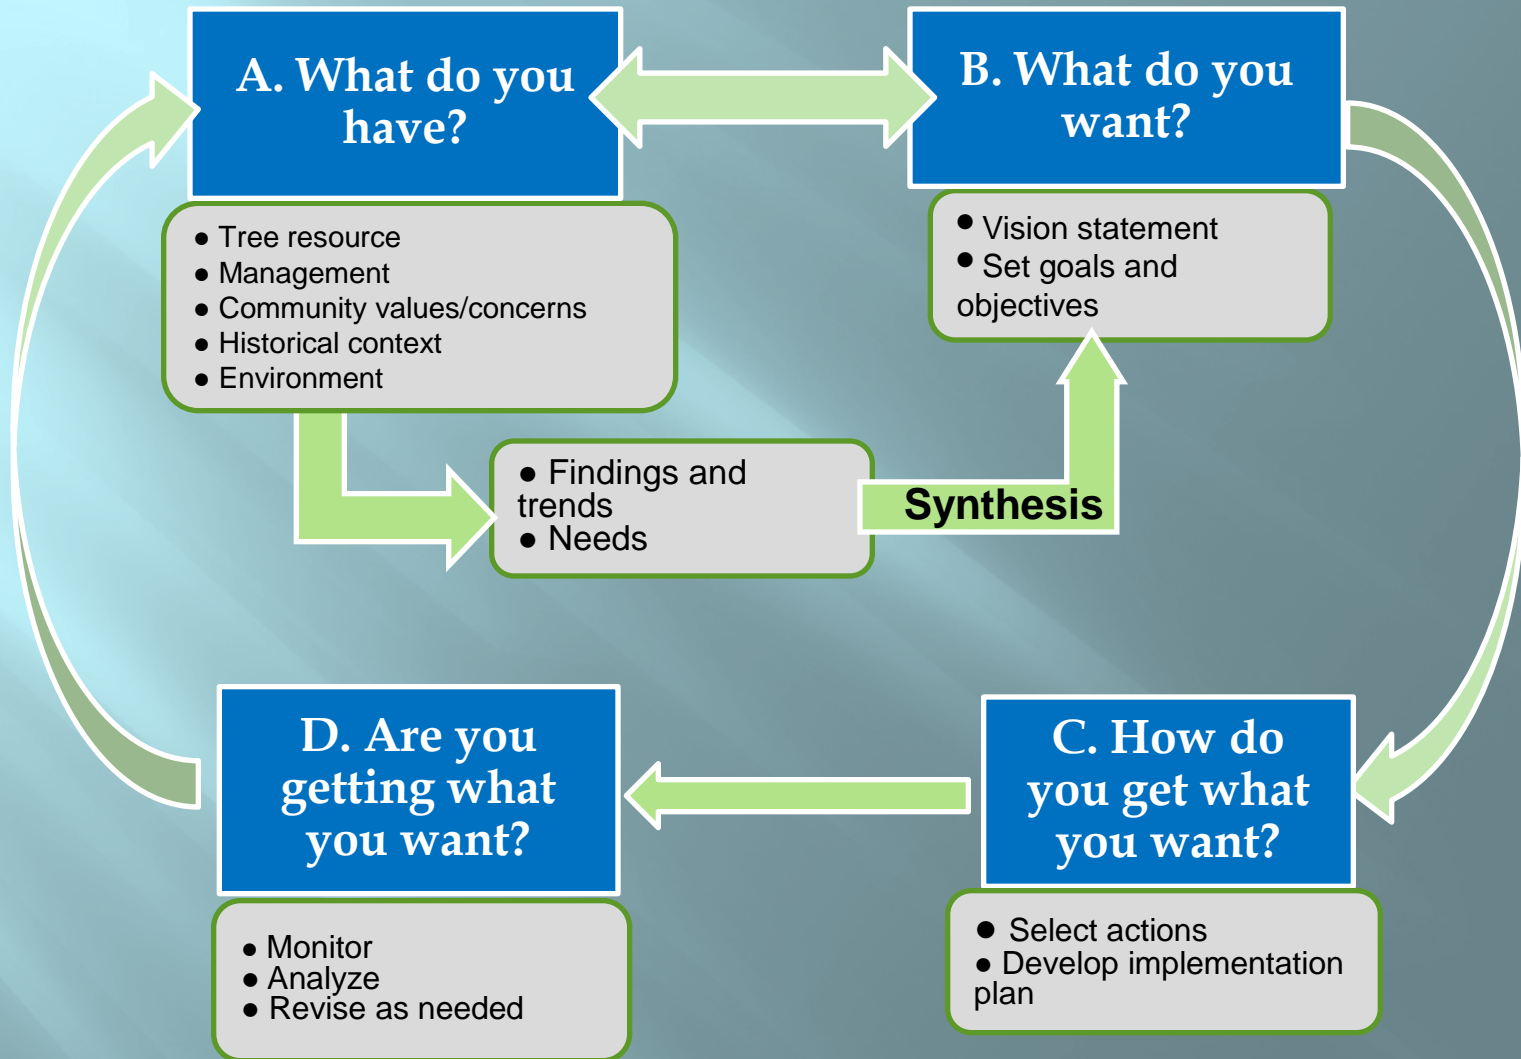 A. What do you
have?
● Tree resource
● Management
● Community values/concerns
● Historical context
● Environment
B. What do you
want?
● Vision statement
● Set goals and
objectives
● Findings and
trends
● Needs
Synthesis
C. How do
you get what
you want?
● Select actions
● Develop implementation
plan
D. Are you
getting what
you want?
● Monitor
● Analyze
● Revise as needed